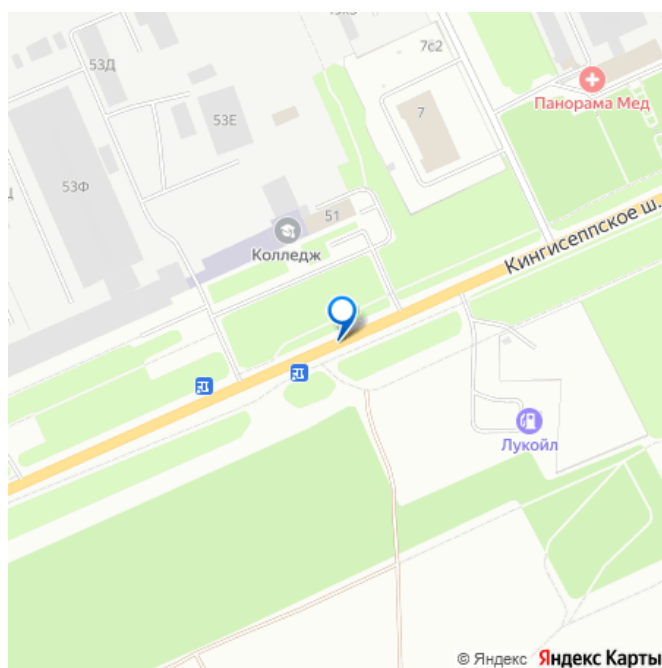 7с2
53Д
Панорама Мед
7
53Е
53Ф
51
Колледж
Кингисеппское ш.
Лукойл
© Яндекс Яндекс Карты